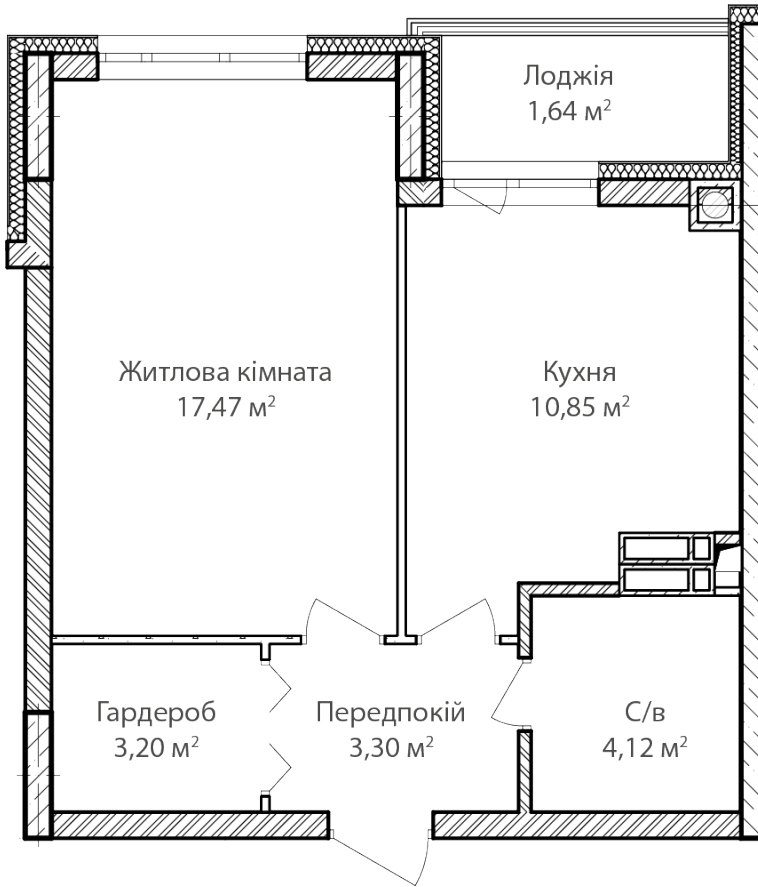 Лоджія
1,64 м²
Житлова кімната
17,47 м²
Кухня
10,85 м²
Гардероб
3,20 м²
Передпокій
3,30 м²
С/в
4,12 м²